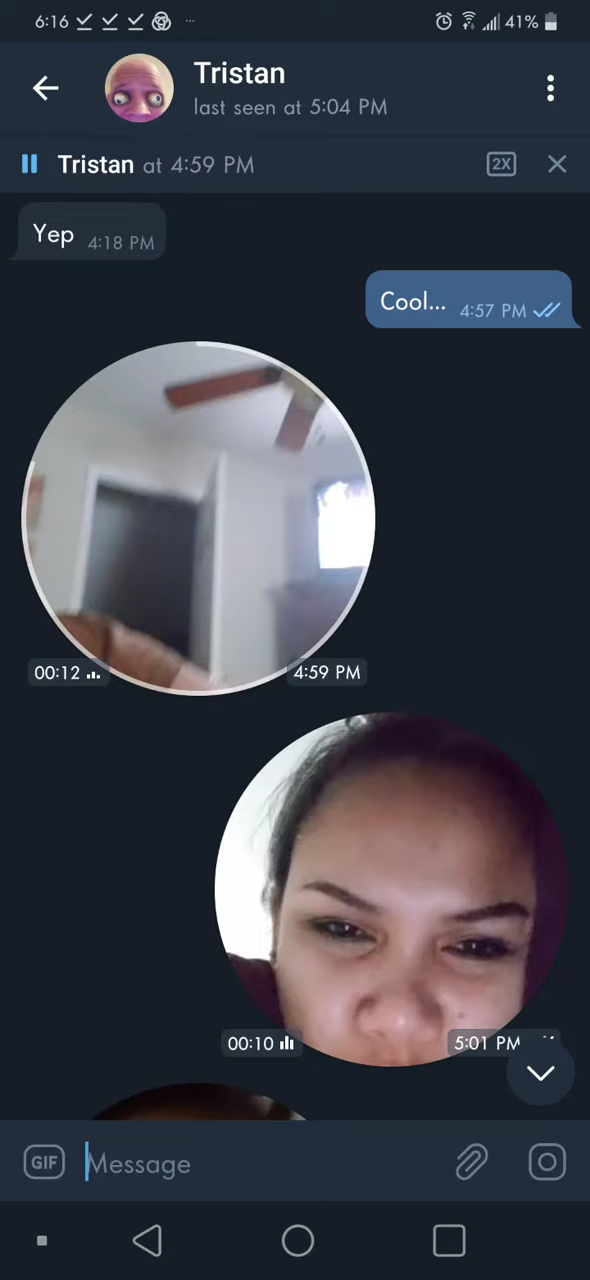 6:16 ... 41%
Tristan
last seen at 5:04 PM
Tristan at 4:59 PM 2X
Yep 4:18 PM
Cool... 4:57 PM
00:12 4:59 PM
00:10 5:01 PM
GIF Message